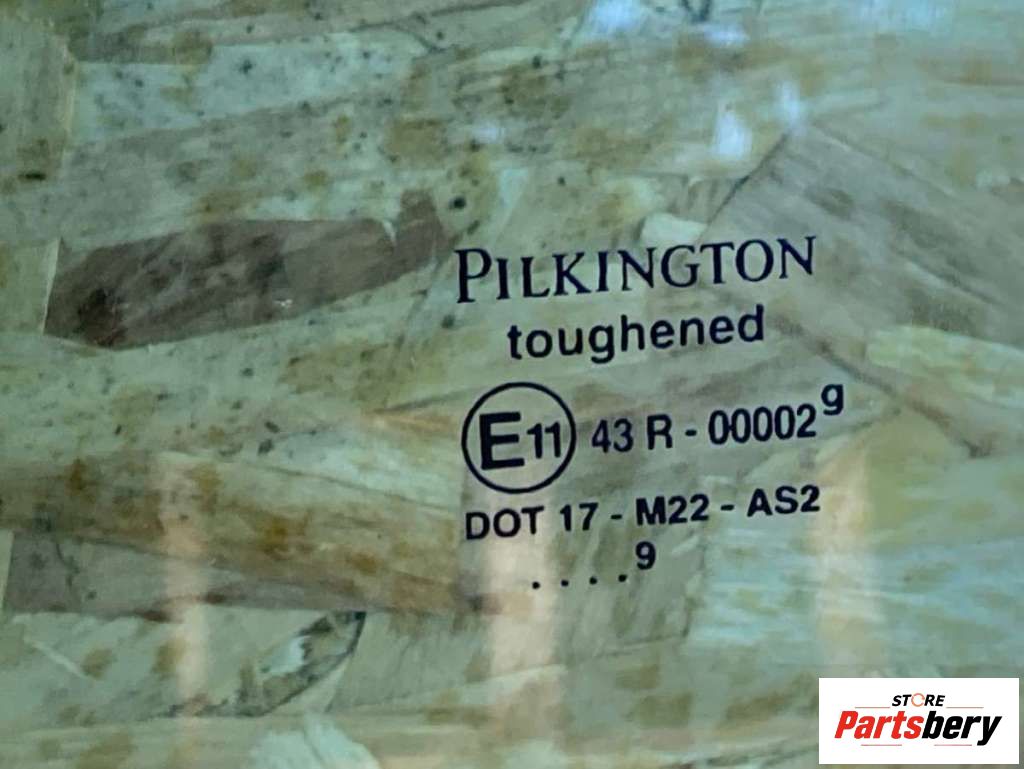 PILKINGTON
toughened
E11 43 R - 00002 9
DOT 17 - M22 - AS2
. . . . 9
STORE
Partsbery